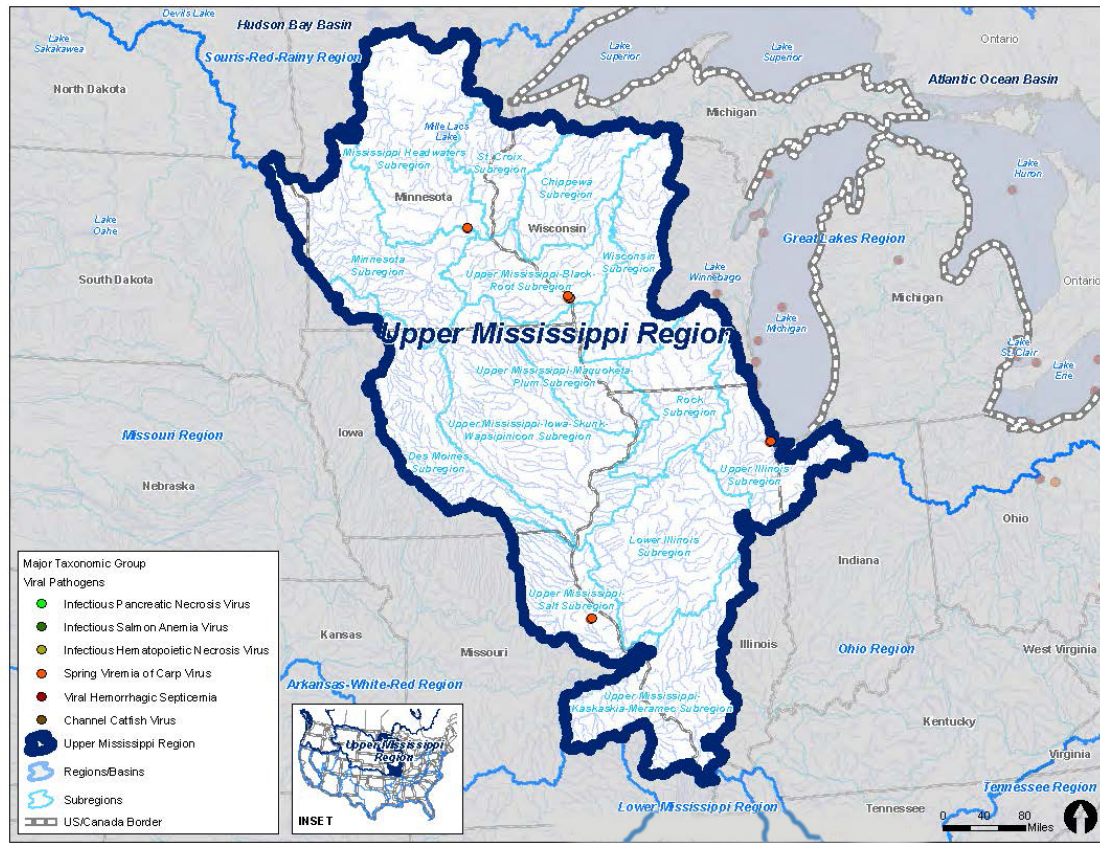 Devils Lake
Hudson Bay Basin
Lake
Sakakawea
Souris-Red-Rainy Region
North Dakota
Lake
Superior
Lake
Superior
Ontario
Atlantic Ocean Basin
Michigan
Mille Lacs
Lake
Mississippi Headwaters
Subregion
St. Croix
Subregion
Chippewa
Subregion
Lake
Huron
Minnesota
Wisconsin
Great Lakes Region
Lake
Oahe
South Dakota
Minnesota
Subregion
Wisconsin
Subregion
Upper Mississippi-Black-
Root Subregion
Lake
Winnebago
Michigan
Ontario
Lake
Michigan
Lake
St. Clair
Lake
Erie
Upper Mississippi Region
Upper Mississippi-Maquoketa-
Plum Subregion
Rock
Subregion
Missouri Region
Iowa
Upper Mississippi-Iowa-Skunk-
Wapsipinicon Subregion
Des Moines
Subregion
Upper Illinois
Subregion
Nebraska
Ohio
Lower Illinois
Subregion
Indiana
Upper Mississippi-
Salt Subregion
Kansas
Missouri
Illinois
Ohio Region
West Virginia
Arkansas-White-Red Region
Upper Mississippi-
Kaskaskia-Meramec Subregion
Kentucky
Virginia
Tennessee Region
Lower Mississippi Region
Tennessee
Major Taxonomic Group
Viral Pathogens
Infectious Pancreatic Necrosis Virus
Infectious Salmon Anemia Virus
Infectious Hematopoietic Necrosis Virus
Spring Viremia of Carp Virus
Viral Hemorrhagic Septicemia
Channel Catfish Virus
Upper Mississippi Region
Regions/Basins
Subregions
US/Canada Border
Upper Mississippi
Region
INSET
0 40 80
Miles